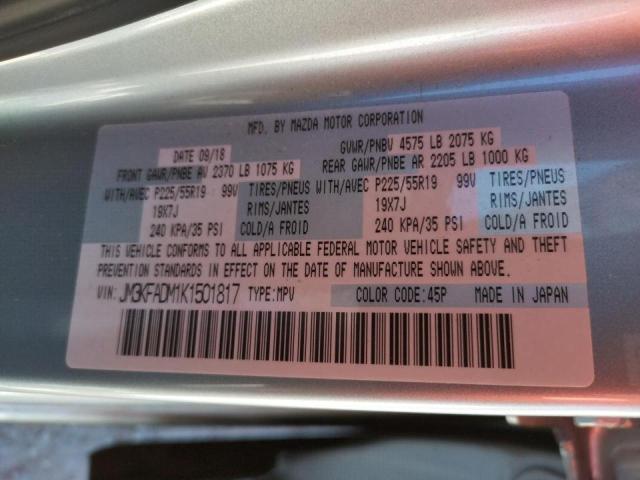 MFD. BY MAZDA MOTOR CORPORATION
DATE 09/18 GVWR/PNBV 4575 LB 2075 KG
FRONT GAWR/PNBE AV 2370 LB 1075 KG REAR GAWR/PNBE AR 2205 LB 1000 KG
WITH/AVEC P225/55R19 99V TIRES/PNEUS WITH/AVEC P225/55R19 99V TIRES/PNEUS
19X7J RIMS/JANTES 19X7J RIMS/JANTES
240 KPA/35 PSI COLD/A FROID 240 KPA/35 PSI COLD/A FROID
THIS VEHICLE CONFORMS TO ALL APPLICABLE FEDERAL MOTOR VEHICLE SAFETY AND THEFT
PREVENTION STANDARDS IN EFFECT ON THE DATE OF MANUFACTURE SHOWN ABOVE.
VIN: JM3KFADM1K1501817 TYPE:MPV COLOR CODE:45P MADE IN JAPAN